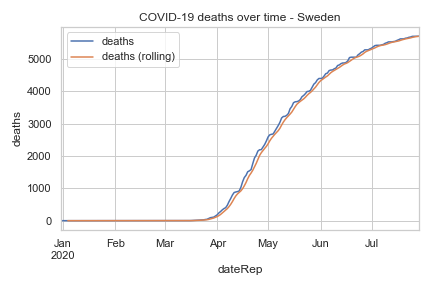 COVID-19 deaths over time - Sweden
deaths
deaths (rolling)
5000
4000
3000
2000
1000
0
deaths
Jan Feb Mar Apr May Jun Jul
2020
dateRep